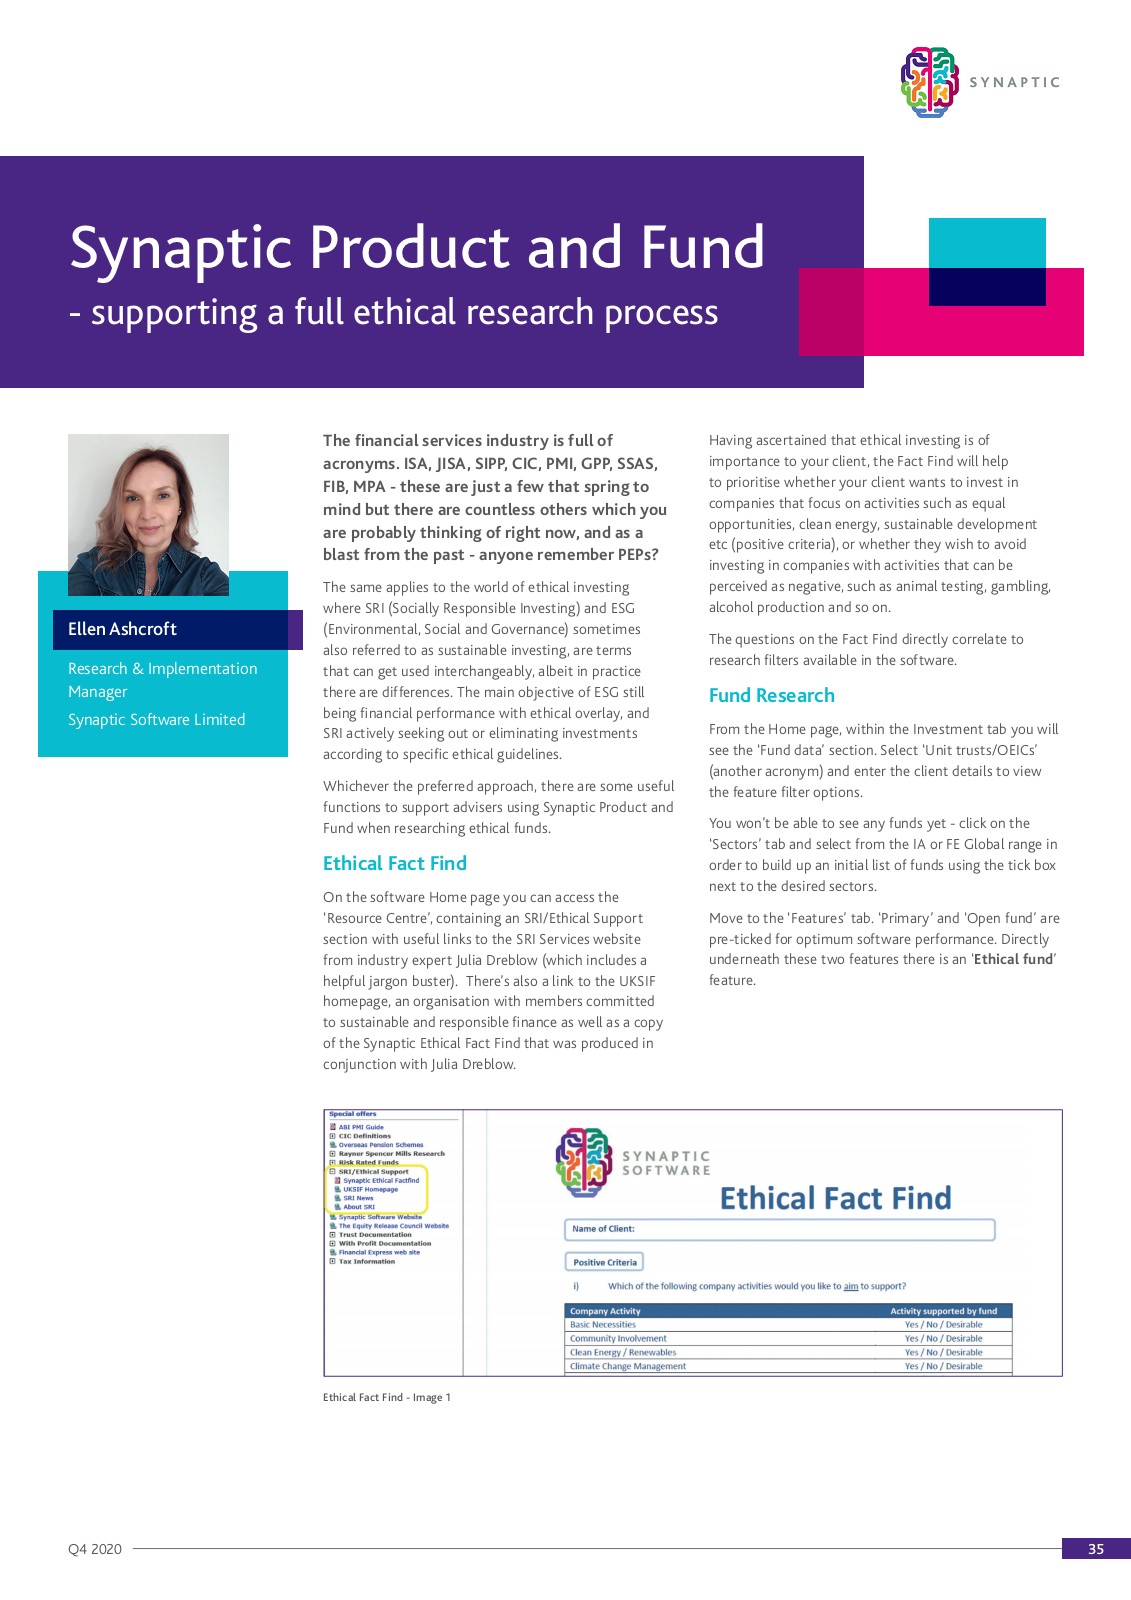 SYNAPTIC
Synaptic Product and Fund
- supporting a full ethical research process
Ellen Ashcroft
Research & Implementation
Manager
Synaptic Software Limited
The financial services industry is full of
acronyms. ISA, JISA, SIPP, CIC, PMI, GPP, SSAS,
FIB, MPA - these are just a few that spring to
mind but there are countless others which you
are probably thinking of right now, and as a
blast from the past - anyone remember PEPs?
The same applies to the world of ethical investing
where SRI (Socially Responsible Investing) and ESG
(Environmental, Social and Governance) sometimes
also referred to as sustainable investing, are terms
that can get used interchangeably, albeit in practice
there are differences. The main objective of ESG still
being financial performance with ethical overlay, and
SRI actively seeking out or eliminating investments
according to specific ethical guidelines.
Whichever the preferred approach, there are some useful
functions to support advisers using Synaptic Product and
Fund when researching ethical funds.
Ethical Fact Find
On the software Home page you can access the
‘Resource Centre’, containing an SRI/Ethical Support
section with useful links to the SRI Services website
from industry expert Julia Dreblow (which includes a
helpful jargon buster).  There’s also a link to the UKSIF
homepage, an organisation with members committed
to sustainable and responsible finance as well as a copy
of the Synaptic Ethical Fact Find that was produced in
conjunction with Julia Dreblow.
Having ascertained that ethical investing is of
importance to your client, the Fact Find will help
to prioritise whether your client wants to invest in
companies that focus on activities such as equal
opportunities, clean energy, sustainable development
etc (positive criteria), or whether they wish to avoid
investing in companies with activities that can be
perceived as negative, such as animal testing, gambling,
alcohol production and so on.
The questions on the Fact Find directly correlate to
research filters available in the software.
Fund Research
From the Home page, within the Investment tab you will
see the ‘Fund data’ section. Select ‘Unit trusts/OEICs’
(another acronym) and enter the client details to view
the feature filter options.
You won’t be able to see any funds yet - click on the
‘Sectors’ tab and select from the IA or FE Global range in
order to build up an initial list of funds using the tick box
next to the desired sectors.
Move to the ‘Features’ tab. ‘Primary’ and ‘Open fund’ are
pre-ticked for optimum software performance. Directly
underneath these two features there is an ‘Ethical fund’
feature.
Special offers
ABI PMI Guide
CIC Definitions
Overseas Pension Schemes
Rayner Spencer Mills Research
Risk Rated Funds
SRI/Ethical Support
Synaptic Ethical Factfind
UKSIF Homepage
SRI News
About SRI
Synaptic Software Website
The Equity Release Council Website
Trust Documentation
With Profit Documentation
Financial Express web site
Tax Information
SYNAPTIC
SOFTWARE
Ethical Fact Find
Name of Client:
Positive Criteria
i) Which of the following company activities would you like to aim to support?
Company Activity Activity supported by fund
Basic Necessities Yes / No / Desirable
Community Involvement Yes / No / Desirable
Clean Energy / Renewables Yes / No / Desirable
Climate Change Management Yes / No / Desirable
Ethical Fact Find - Image 1
Q4 2020 35